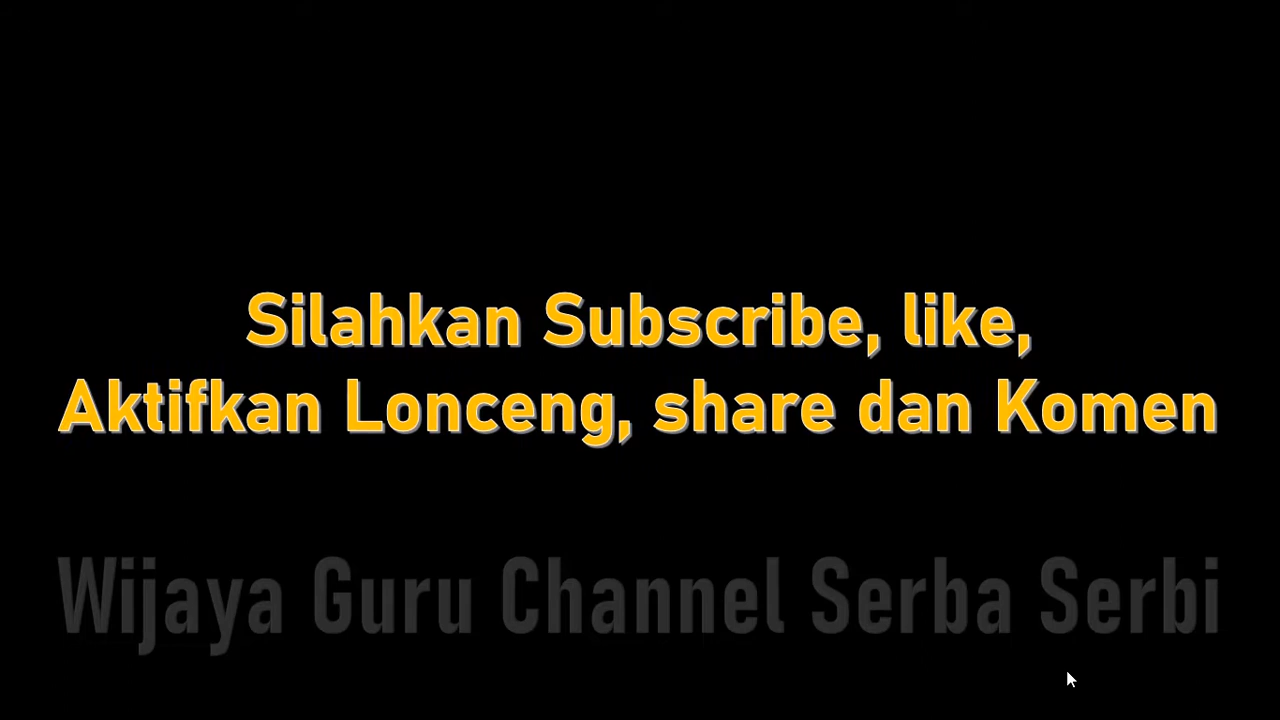 Silahkan Subscribe, like,
Aktifkan Lonceng, share dan Komen
Wijaya Guru Channel Serba Serbi